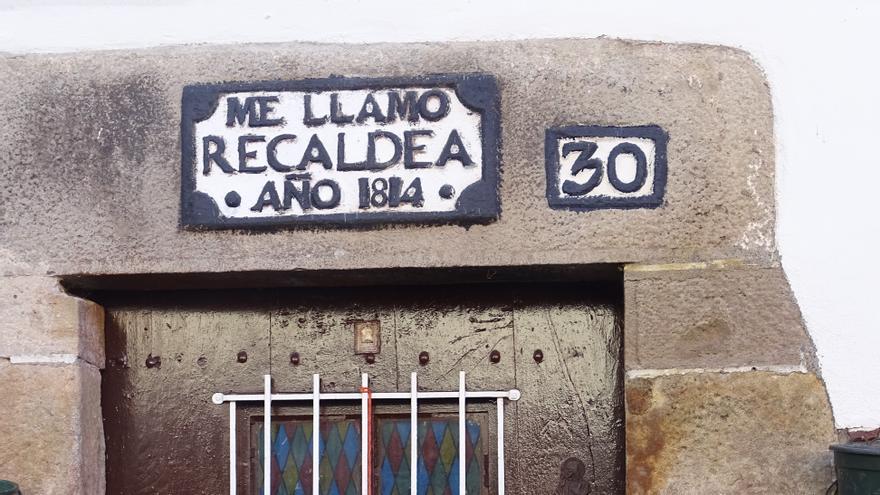 ME LLAMO
RECALDEA
• AÑO 1814 •
30